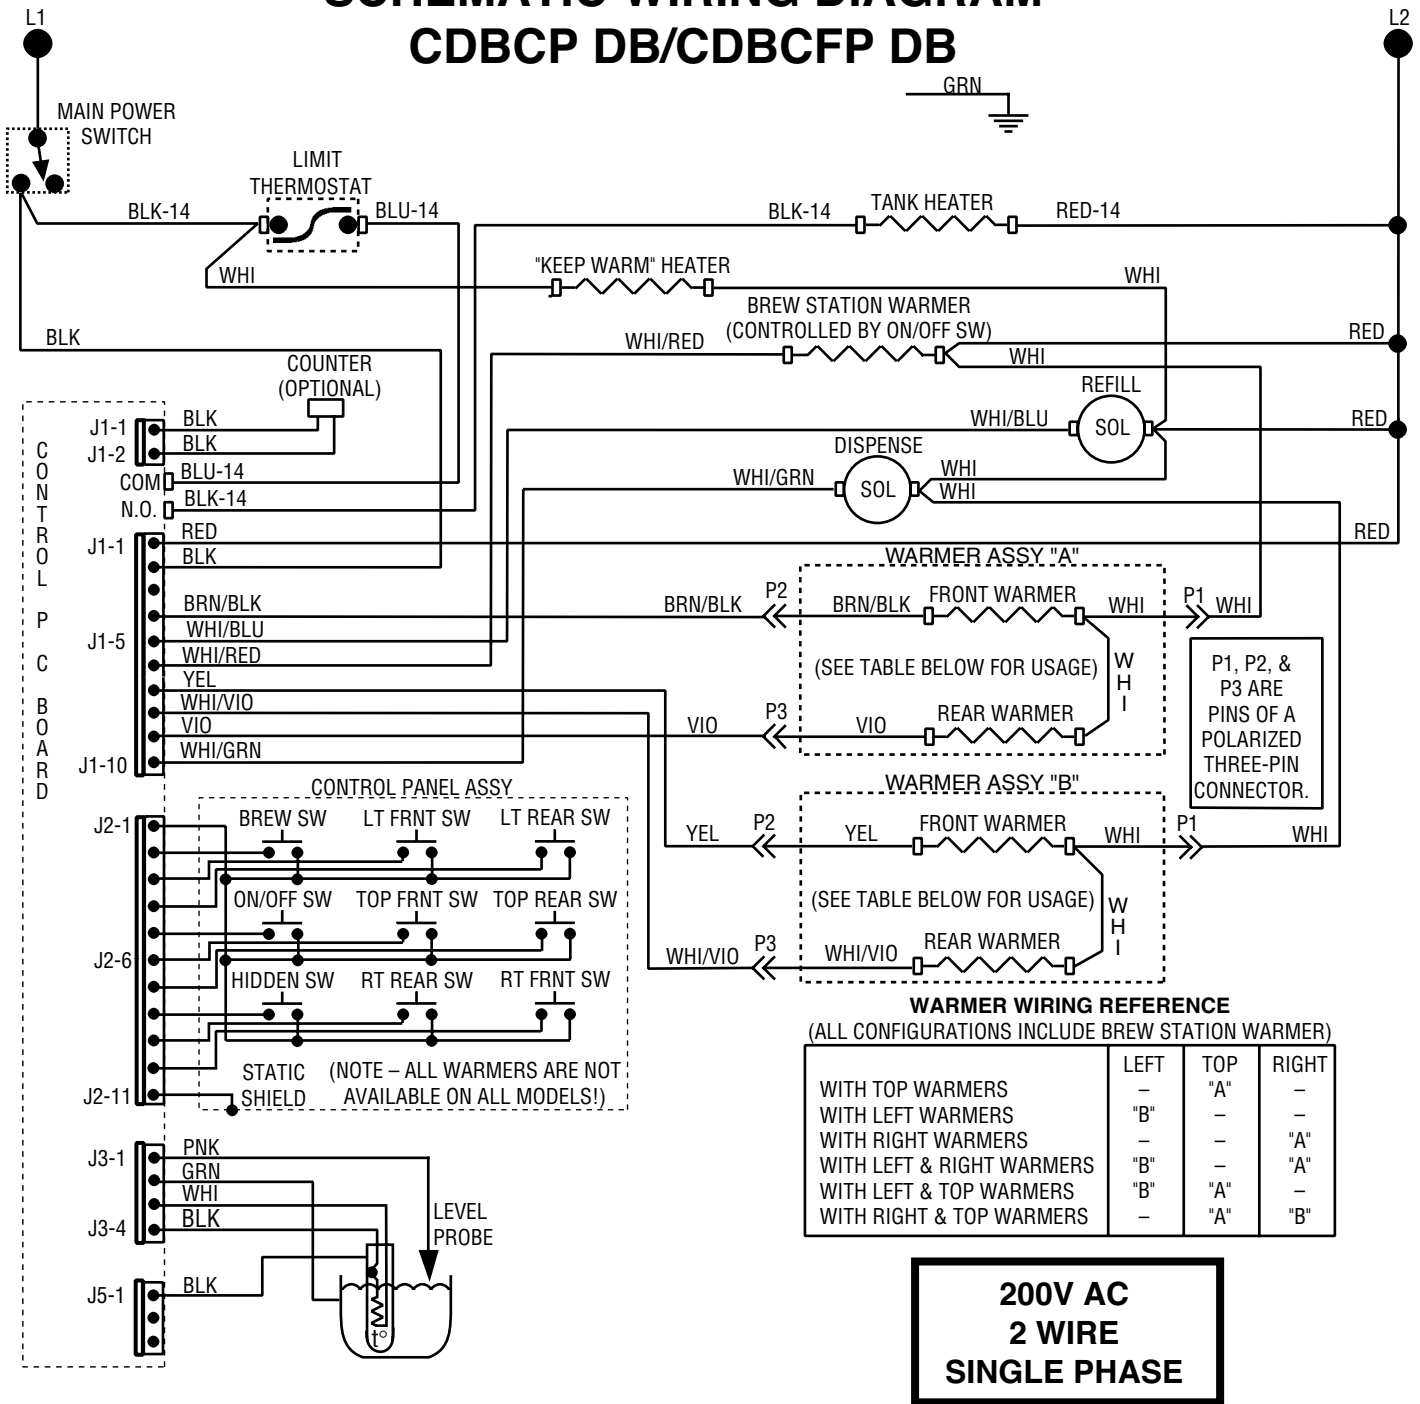 SCHEMATIC WIRING DIAGRAM
CDBCP DB/CDBCFP DB
L1
L2
GRN
MAIN POWER
SWITCH
LIMIT
THERMOSTAT
BLK-14
BLU-14
BLK-14
TANK HEATER
RED-14
WHI
"KEEP WARM" HEATER
WHI
BREW STATION WARMER
(CONTROLLED BY ON/OFF SW)
WHI/RED
WHI
RED
BLK
COUNTER
(OPTIONAL)
REFILL
SOL
WHI/BLU
RED
DISPENSE
SOL
WHI/GRN
WHI
WHI
RED
CONTROL P C BOARD
J1-1
BLK
J1-2
BLK
COM
BLU-14
N.O.
BLK-14
J1-1
RED
BLK
BRN/BLK
J1-5
WHI/BLU
WHI/RED
YEL
WHI/VIO
VIO
J1-10
WHI/GRN
WARMER ASSY "A"
BRN/BLK
P2
BRN/BLK
FRONT WARMER
WHI
P1
WHI
(SEE TABLE BELOW FOR USAGE)
WHI
VIO
P3
VIO
REAR WARMER
P1, P2, &
P3 ARE
PINS OF A
POLARIZED
THREE-PIN
CONNECTOR.
WARMER ASSY "B"
YEL
P2
YEL
FRONT WARMER
WHI
P1
WHI
(SEE TABLE BELOW FOR USAGE)
WHI
WHI/VIO
P3
WHI/VIO
REAR WARMER
CONTROL PANEL ASSY
J2-1
BREW SW
LT FRNT SW
LT REAR SW
ON/OFF SW
TOP FRNT SW
TOP REAR SW
J2-6
HIDDEN SW
RT REAR SW
RT FRNT SW
J2-11
STATIC
SHIELD
(NOTE – ALL WARMERS ARE NOT
AVAILABLE ON ALL MODELS!)
J3-1
PNK
GRN
WHI
J3-4
BLK
LEVEL
PROBE
J5-1
BLK
t°
WARMER WIRING REFERENCE
(ALL CONFIGURATIONS INCLUDE BREW STATION WARMER)
LEFT TOP RIGHT
WITH TOP WARMERS – "A" –
WITH LEFT WARMERS "B" – –
WITH RIGHT WARMERS – – "A"
WITH LEFT & RIGHT WARMERS "B" – "A"
WITH LEFT & TOP WARMERS "B" "A" –
WITH RIGHT & TOP WARMERS – "A" "B"
200V AC
2 WIRE
SINGLE PHASE